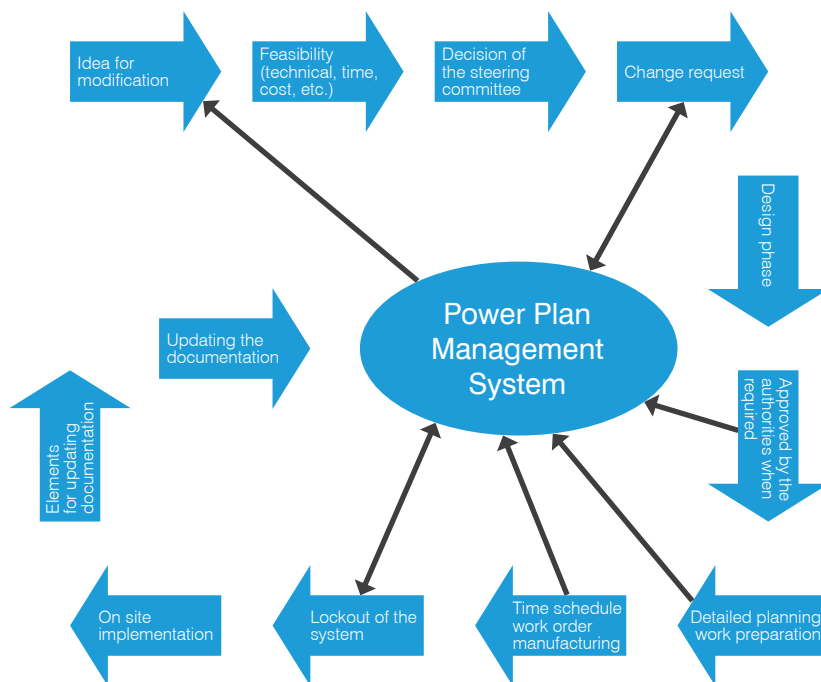 Idea for
modification
Feasibility
(technical, time,
cost, etc.)
Decision of
the steering
committee
Change request
Design phase
Power Plan
Management
System
Updating the
documentation
Approved by the
authorities when
required
Elements
for updating
documentation
On site
implementation
Lockout of the
system
Time schedule
work order
manufacturing
Detailed planning
work preparation